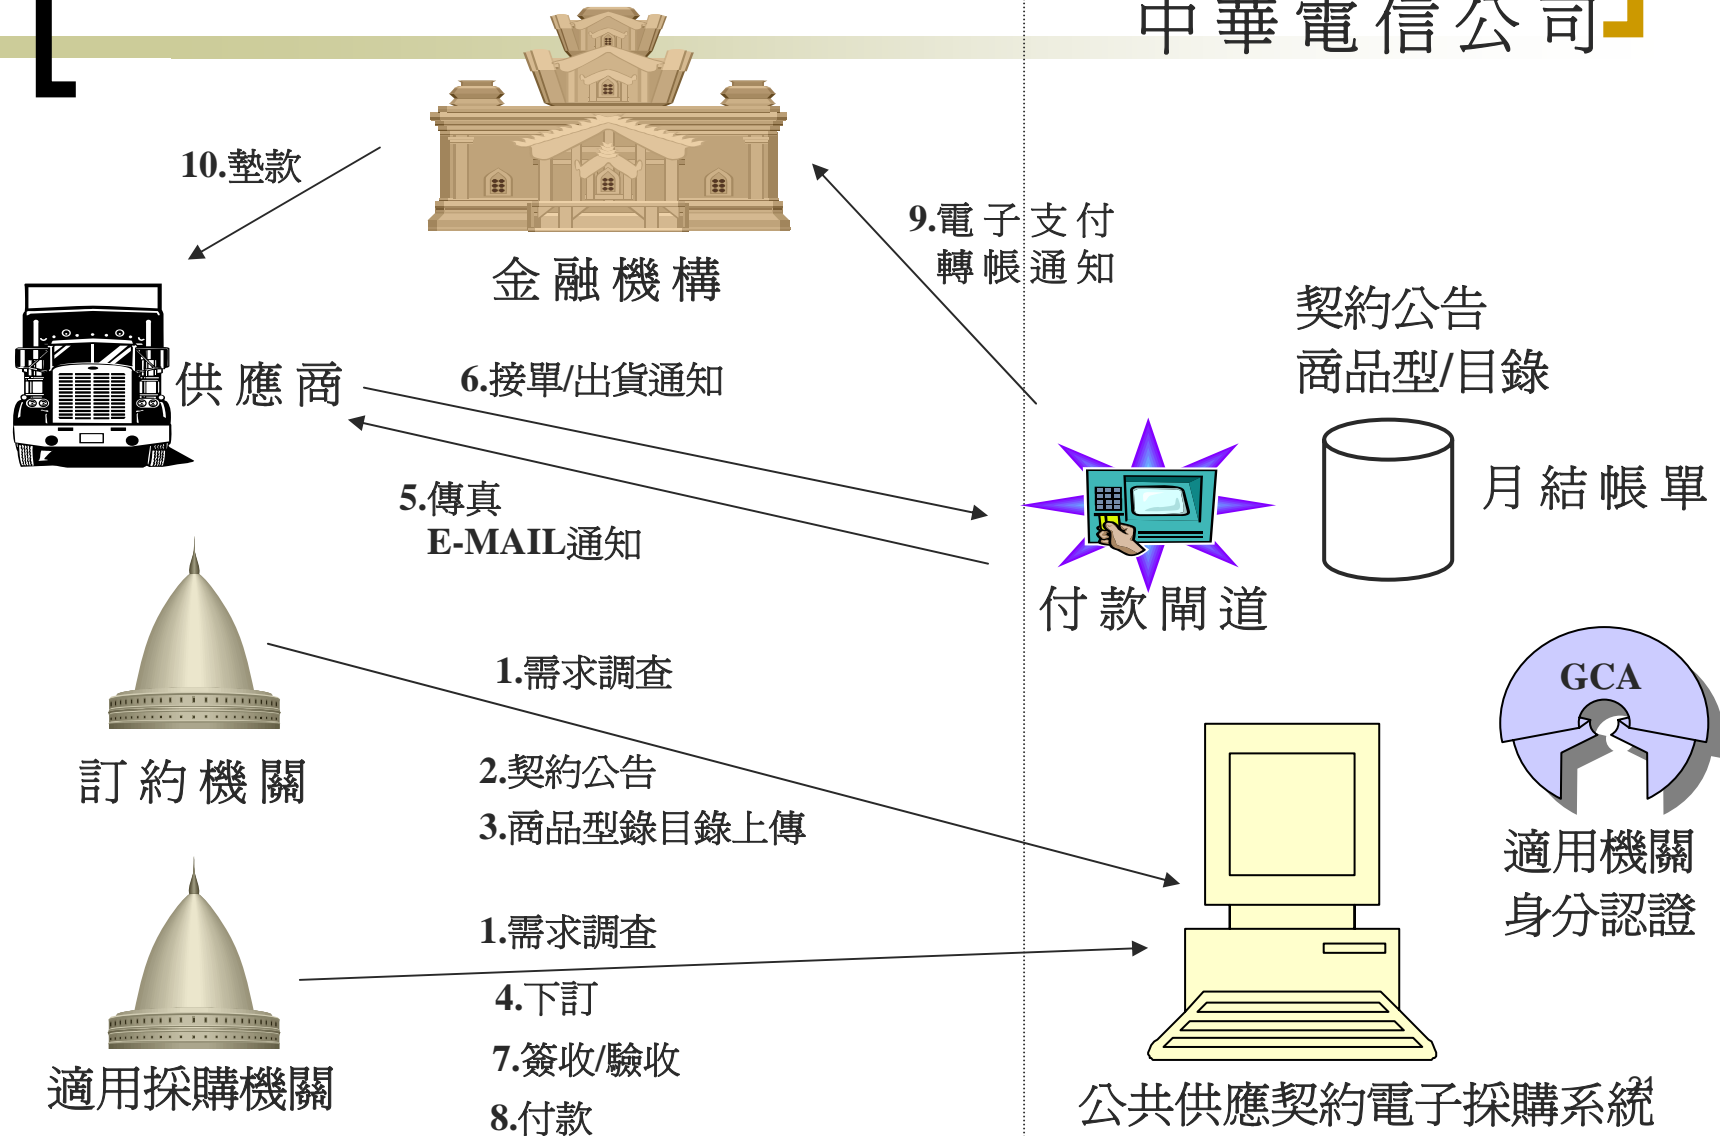 中華電信公司
10.墊款
9.電子支付
轉帳通知
金融機構
契約公告
商品型/目錄
供應商
6.接單/出貨通知
月結帳單
5.傳真
E-MAIL通知
付款閘道
1.需求調查
GCA
訂約機關
2.契約公告
3.商品型錄目錄上傳
適用機關
身分認證
1.需求調查
4.下訂
7.簽收/驗收
適用採購機關
8.付款
公共供應契約電子採購系統
21